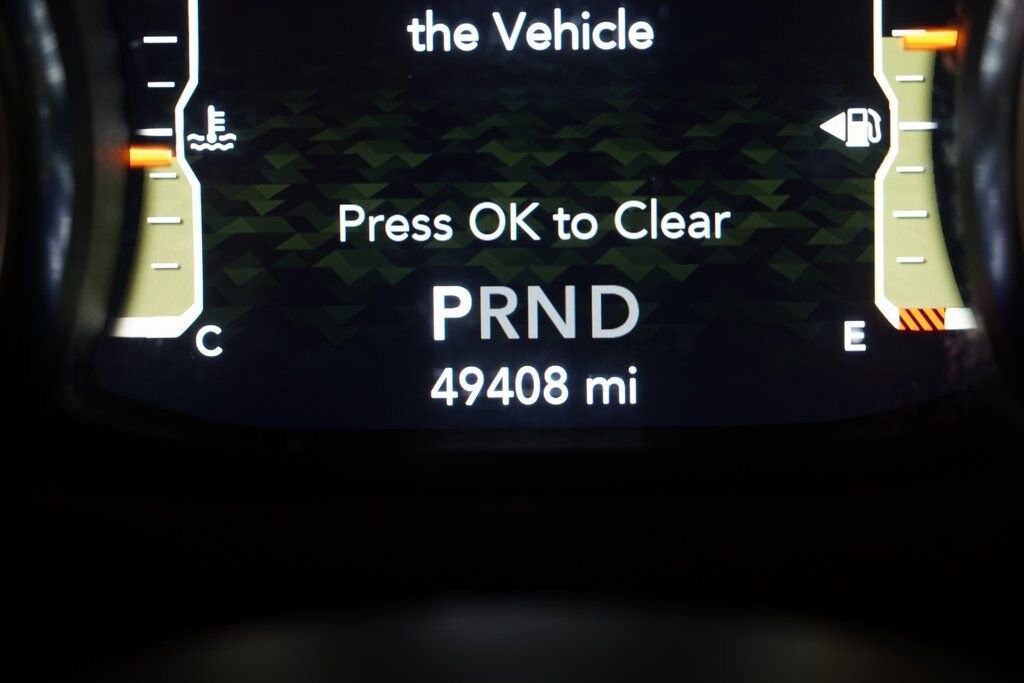 the Vehicle
Press OK to Clear
PRND
C
E
49408 mi